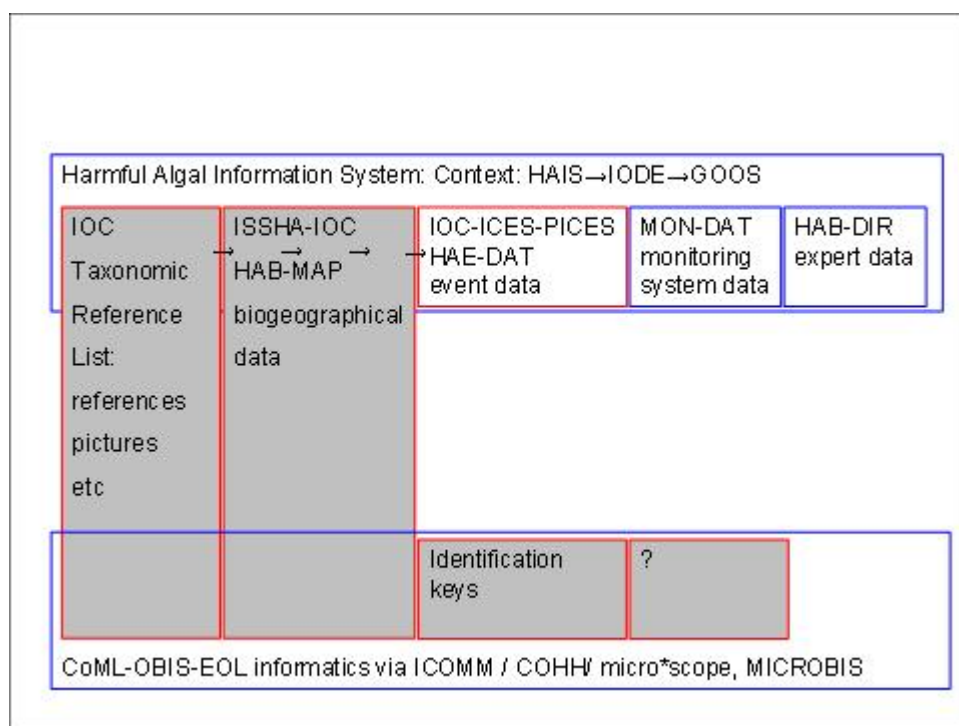 Harmful Algal Information System: Context: HAIS→IODE→GOOS
IOC
Taxonomic
Reference
List:
references
pictures
etc
ISSHA-IOC
→ → → →
HAB-MAP
biogeographical
data
IOC-ICES-PICES
HAE-DAT
event data
MON-DAT
monitoring
system data
HAB-DIR
expert data
Identification
keys
?
CoML-OBIS-EOL informatics via ICOMM / COHH/ micro*scope, MICROBIS